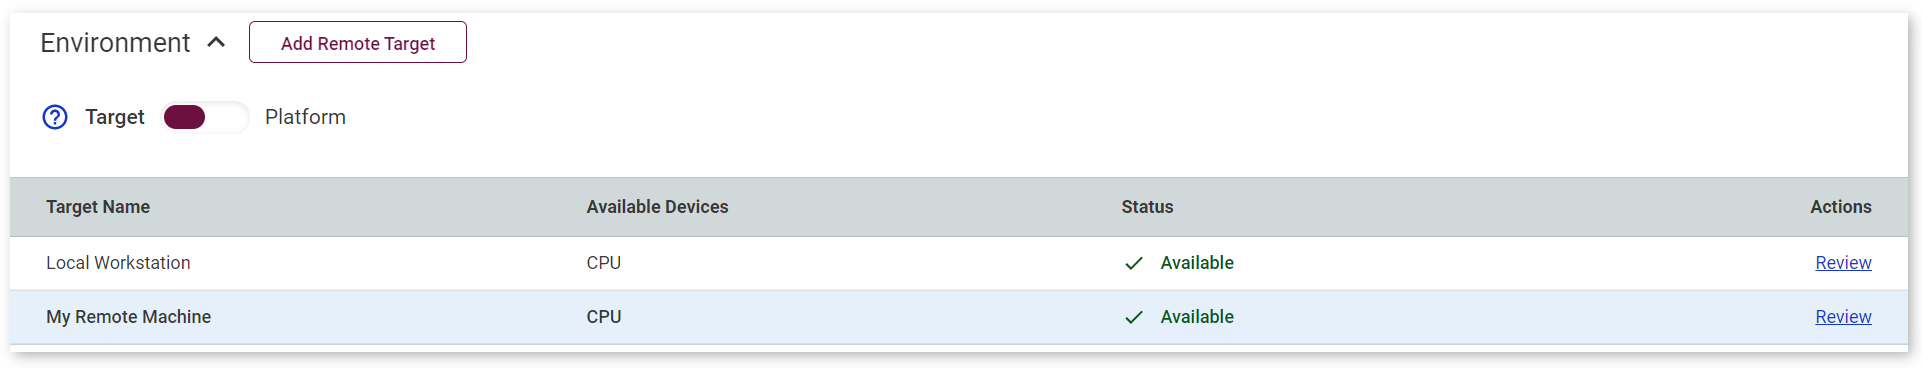 Environment Add Remote Target
? Target Platform
Target Name Available Devices Status Actions
Local Workstation CPU Available Review
My Remote Machine CPU Available Review